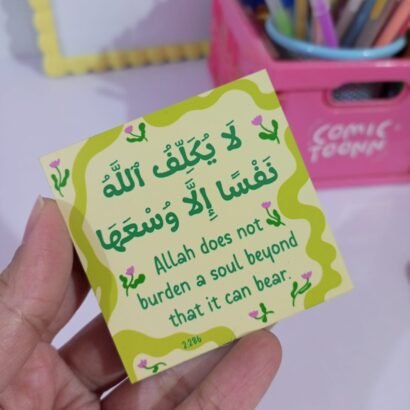 لَا يُكَلِّفُ ٱللَّهُ
نَفْسًا إِلَّا وُسْعَهَا
Allah does not
burden a soul beyond
that it can bear.
2:286
COMIC
TOONN